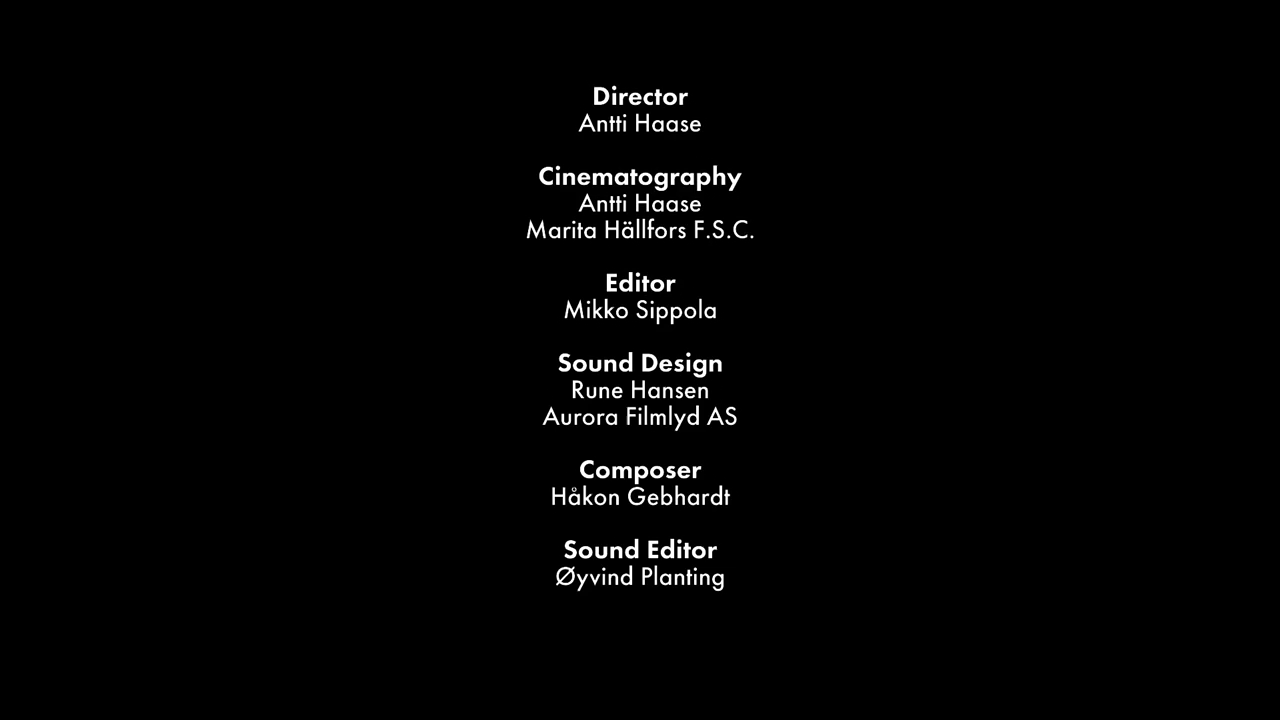 Director
Antti Haase
Cinematography
Antti Haase
Marita Hällfors F.S.C.
Editor
Mikko Sippola
Sound Design
Rune Hansen
Aurora Filmlyd AS
Composer
Håkon Gebhardt
Sound Editor
Øyvind Planting